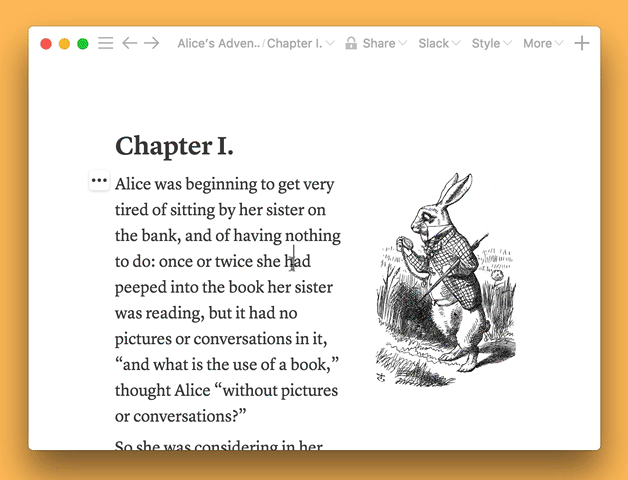 Alice's Adven.. / Chapter I. Share Slack Style More
Chapter I.
Alice was beginning to get very
tired of sitting by her sister on
the bank, and of having nothing
to do: once or twice she had
peeped into the book her sister
was reading, but it had no
pictures or conversations in it,
“and what is the use of a book,”
thought Alice “without pictures
or conversations?”
So she was considering in her